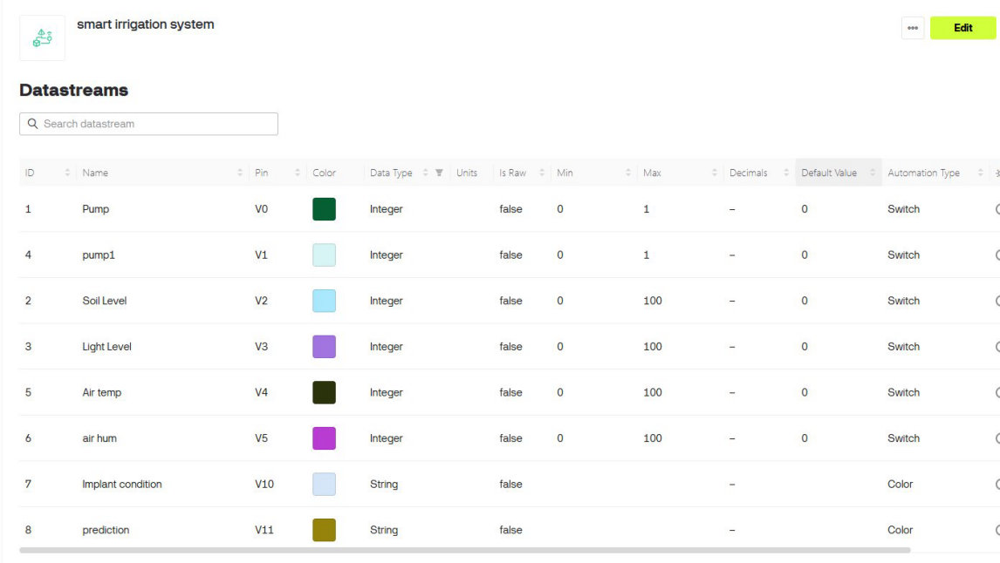 smart irrigation system
Edit
Datastreams
Search datastream
ID Name Pin Color Data Type Units Is Raw Min Max Decimals Default Value Automation Type
1 Pump V0 Integer false 0 1 – 0 Switch
4 pump1 V1 Integer false 0 1 – 0 Switch
2 Soil Level V2 Integer false 0 100 – 0 Switch
3 Light Level V3 Integer false 0 100 – 0 Switch
5 Air temp V4 Integer false 0 100 – 0 Switch
6 air hum V5 Integer false 0 100 – 0 Switch
7 Implant condition V10 String false – Color
8 prediction V11 String false – Color